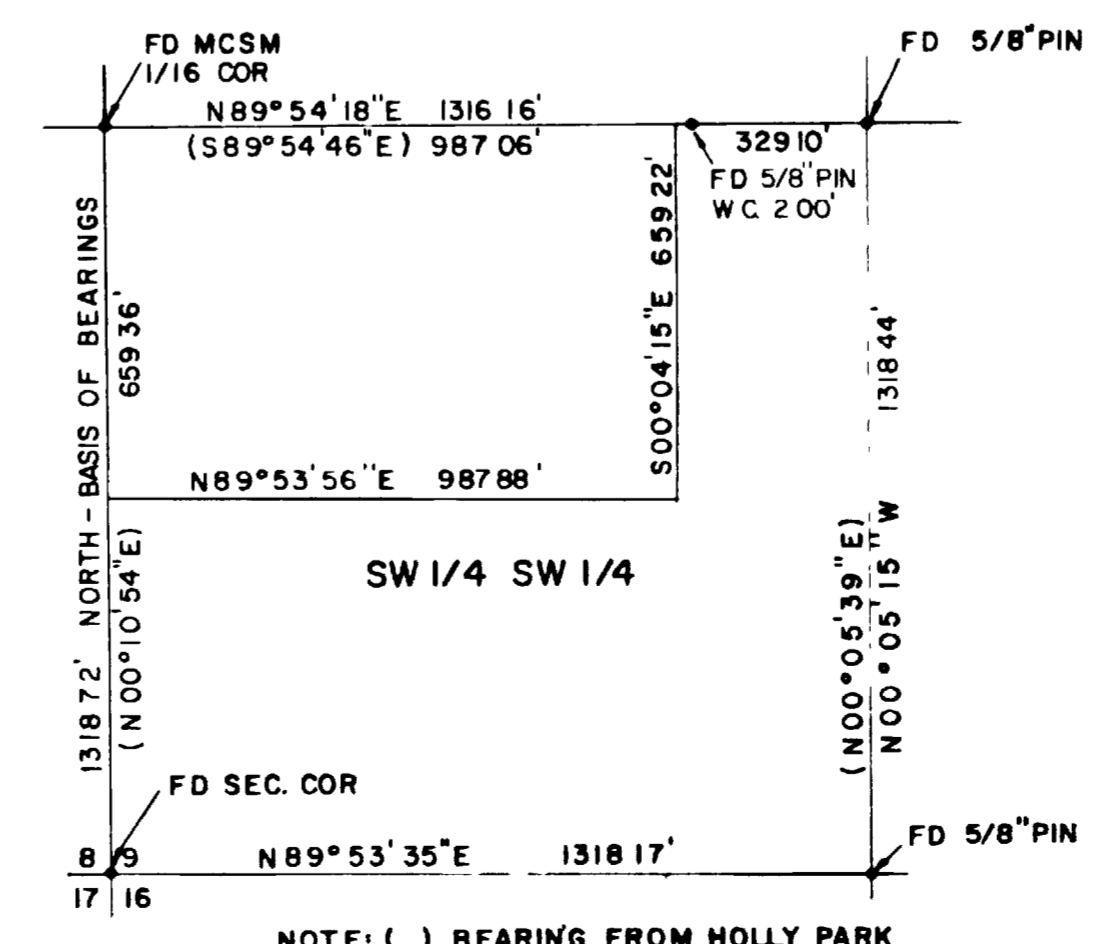 FD MCSM
1/16 COR
FD 5/8" PIN
N89°54'18"E 1316 16'
(S89°54'46"E) 987 06'
329 10'
FD 5/8" PIN
W C. 2 00'
S00°04'15"E 659 22'
659 36'
1318 72' NORTH - BASIS OF BEARINGS
(N00°10'54"E)
1318 44'
N89°53'56"E 987 88'
SW 1/4 SW 1/4
(N00°05'39"E)
N00°05'15"W
FD SEC. COR
FD 5/8" PIN
8 9
N89°53'35"E 1318 17'
17 16
NOTE: ( ) BEARING FROM HOLLY PARK